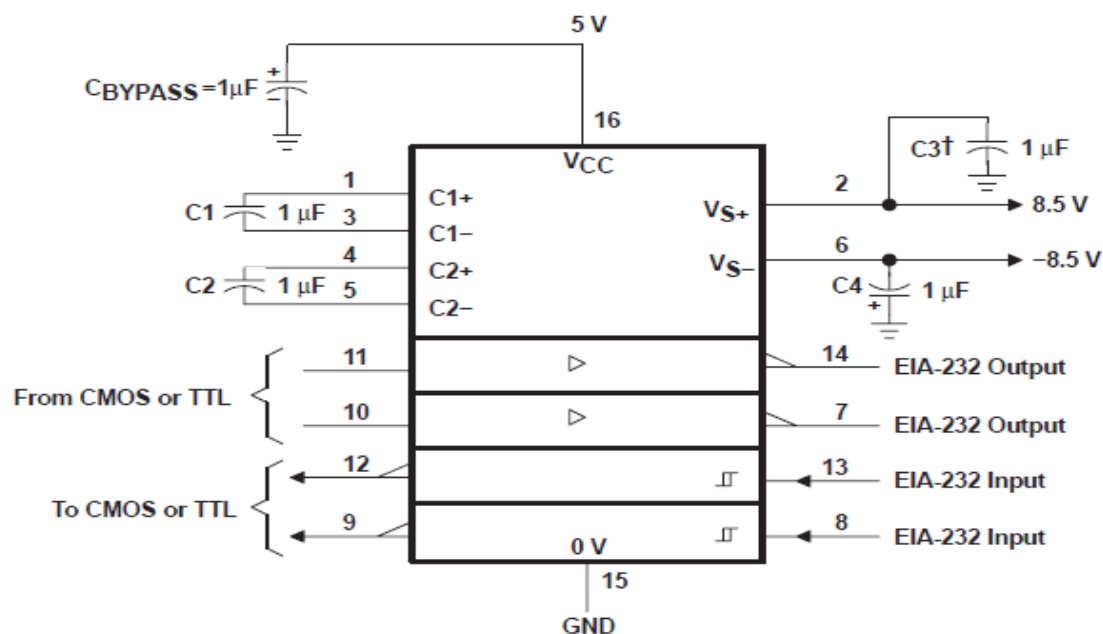 5 V
CBYPASS =1µF
+
−
16
VCC
C3† 1 µF
1
C1+
C1 1 µF
3
C1−
2
VS+
8.5 V
4
C2+
C2 1 µF
5
C2−
6
VS−
−8.5 V
C4 1 µF
+
11
14
EIA-232 Output
From CMOS or TTL
10
7
EIA-232 Output
12
13
EIA-232 Input
To CMOS or TTL
9
8
EIA-232 Input
0 V
15
GND